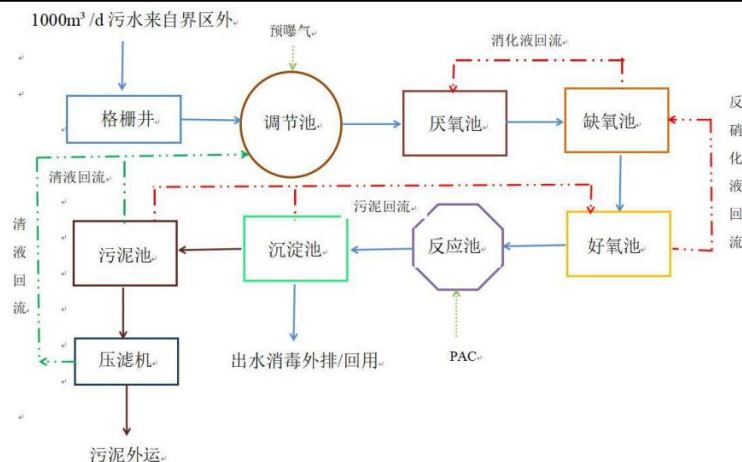 1000m³ /d 污水来自界区外
预曝气
消化液回流
格栅井
调节池
厌氧池
缺氧池
反硝化液回流
清液回流
污泥回流
清液回流
污泥池
沉淀池
反应池
好氧池
压滤机
出水消毒外排/回用
PAC
污泥外运